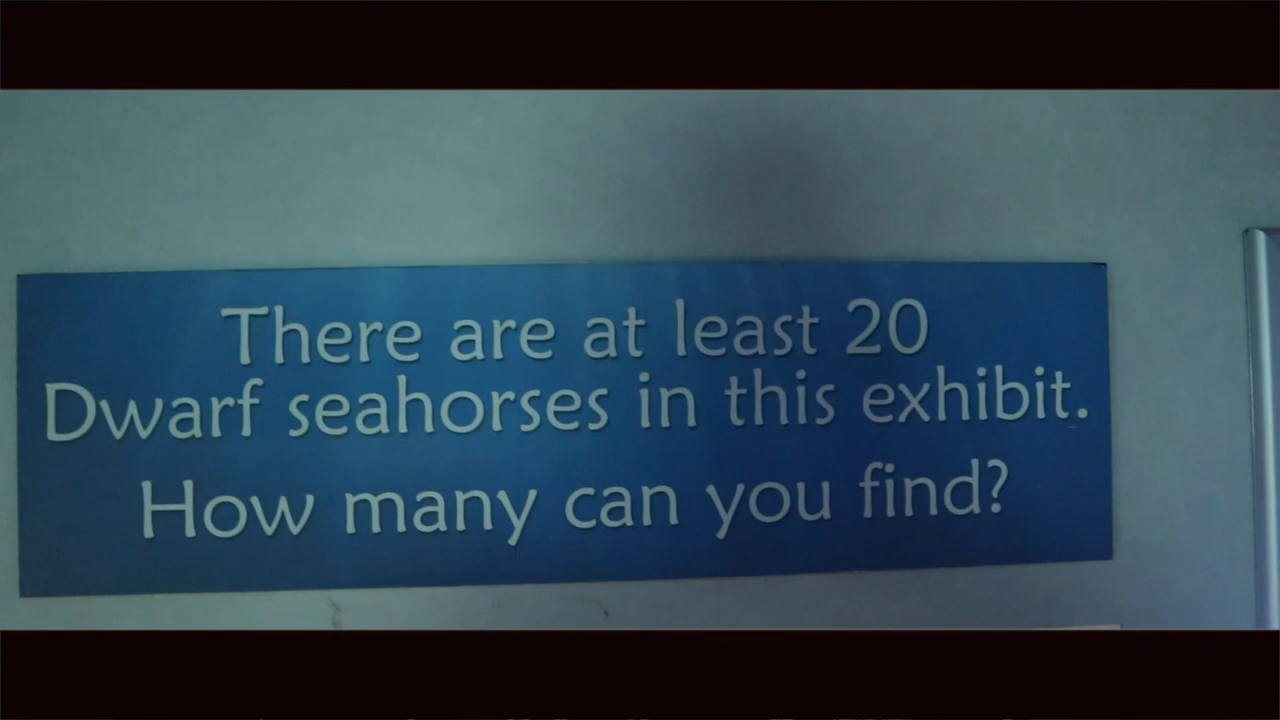 There are at least 20
Dwarf seahorses in this exhibit.
How many can you find?